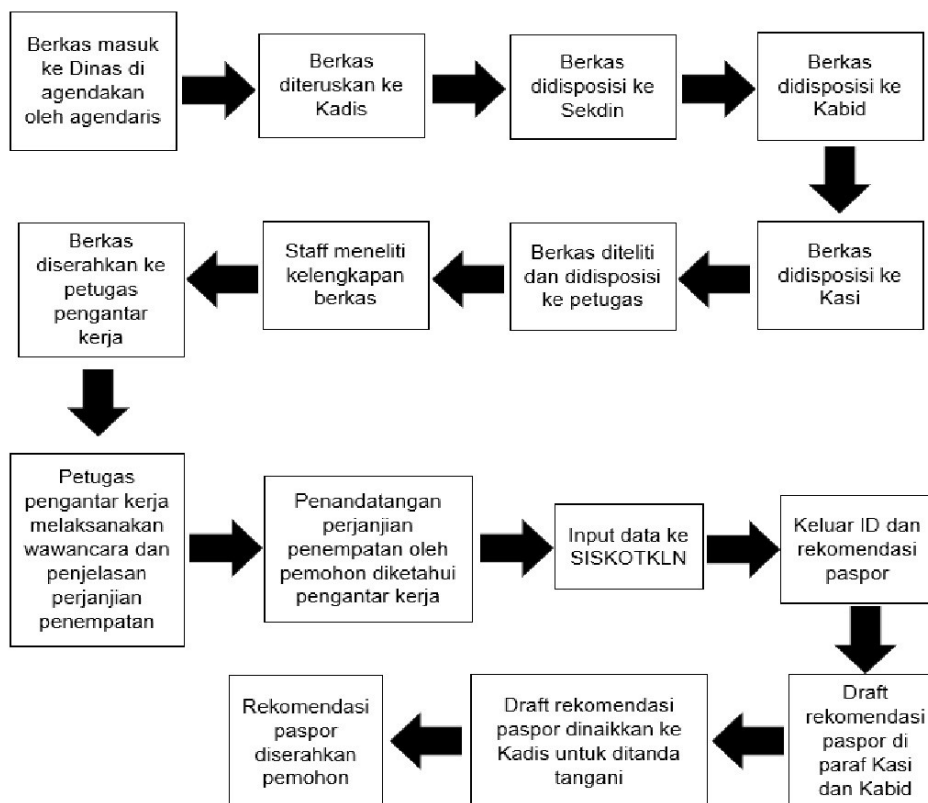 Berkas masuk
ke Dinas di
agendakan
oleh agendaris
Berkas
diteruskan ke
Kadis
Berkas
didisposisi ke
Sekdin
Berkas
didisposisi ke
Kabid
Berkas
didisposisi ke
Kasi
Berkas diteliti
dan didisposisi
ke petugas
Staff meneliti
kelengkapan
berkas
Berkas
diserahkan ke
petugas
pengantar
kerja
Petugas
pengantar kerja
melaksanakan
wawancara dan
penjelasan
perjanjian
penempatan
Penandatangan
perjanjian
penempatan oleh
pemohon diketahui
pengantar kerja
Input data ke
SISKOTKLN
Keluar ID dan
rekomendasi
paspor
Draft
rekomendasi
paspor di
paraf Kasi
dan Kabid
Draft rekomendasi
paspor dinaikkan ke
Kadis untuk ditanda
tangani
Rekomendasi
paspor
diserahkan
pemohon